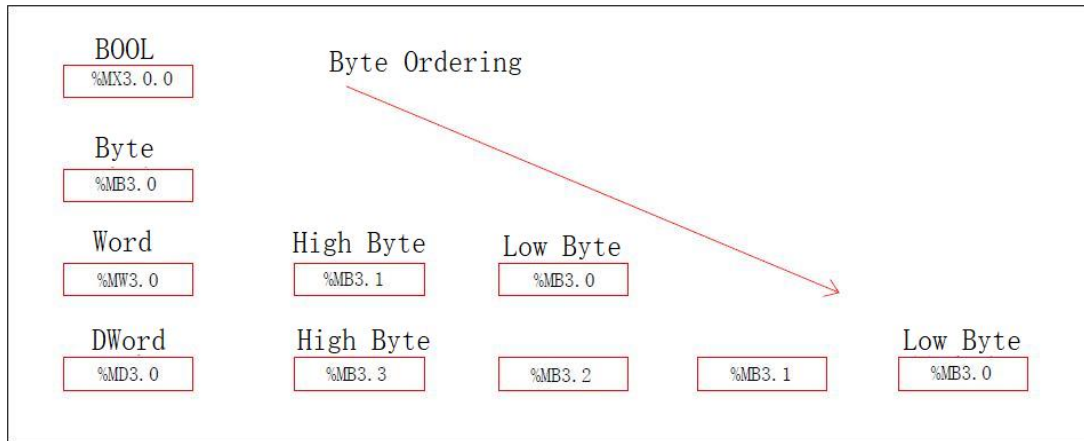 BOOL
%MX3.0.0
Byte Ordering
Byte
%MB3.0
Word High Byte Low Byte
%MW3.0 %MB3.1 %MB3.0
DWord High Byte Low Byte
%MD3.0 %MB3.3 %MB3.2 %MB3.1 %MB3.0